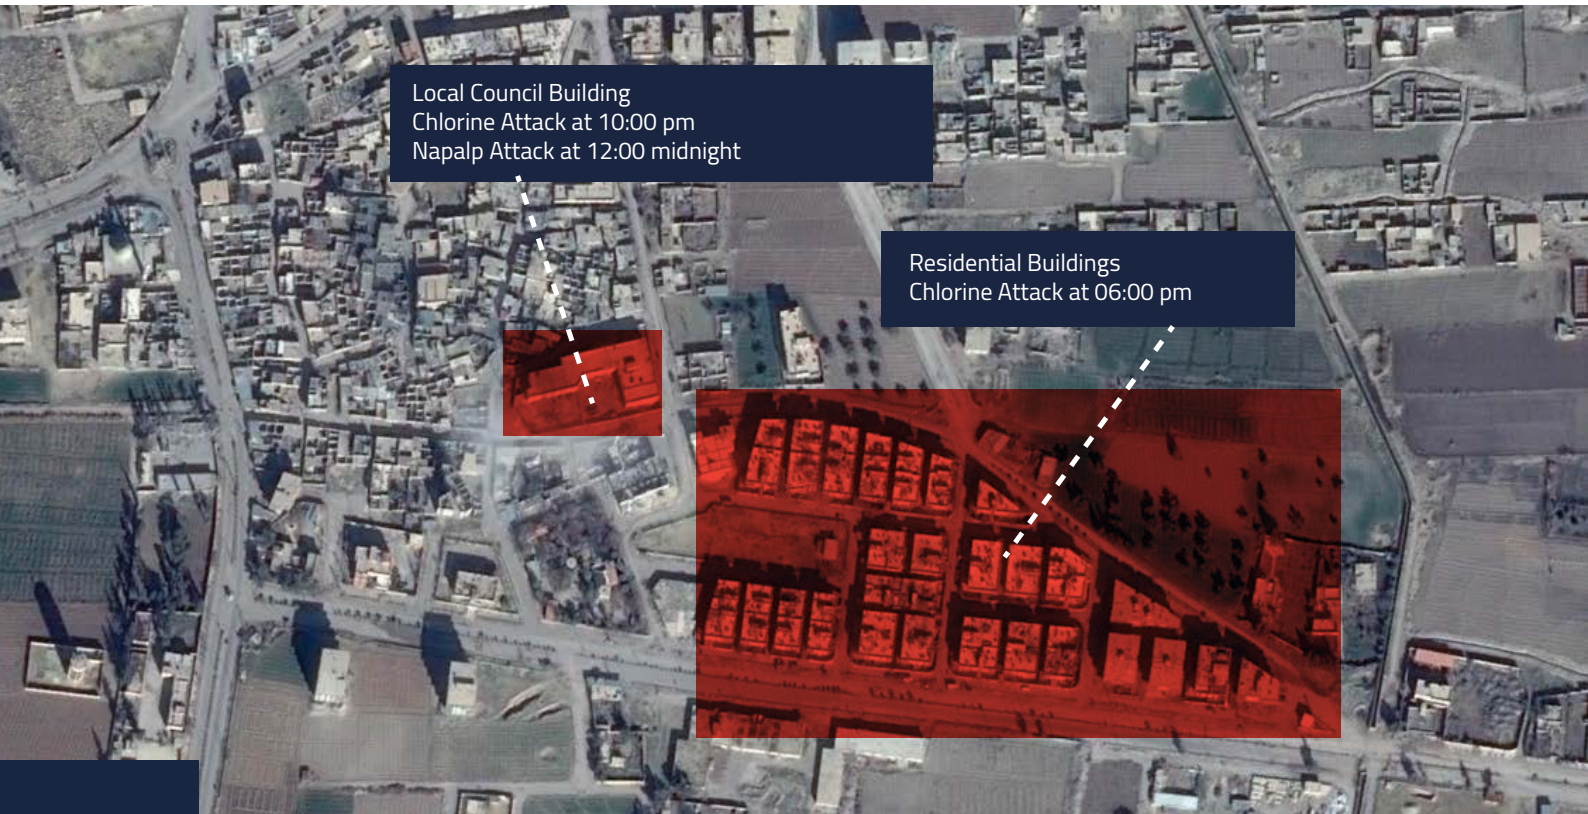 Local Council Building
Chlorine Attack at 10:00 pm
Napalp Attack at 12:00 midnight
Residential Buildings
Chlorine Attack at 06:00 pm